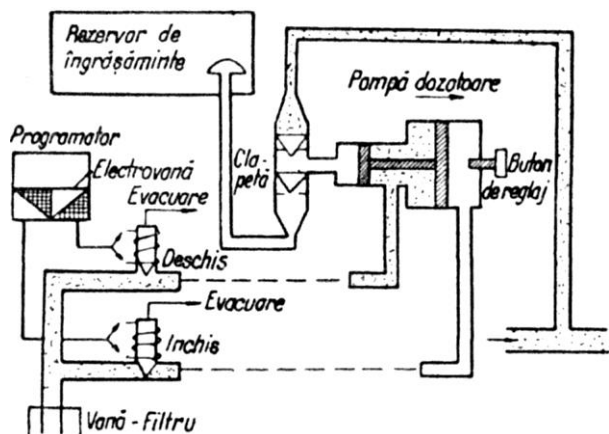 Rezervor de
îngrășăminte
Pompă dozatoare
Programator
Electrovană
Evacuare
Cla-
petă
Buton
de reglaj
Deschis
Evacuare
Inchis
Vană - Filtru